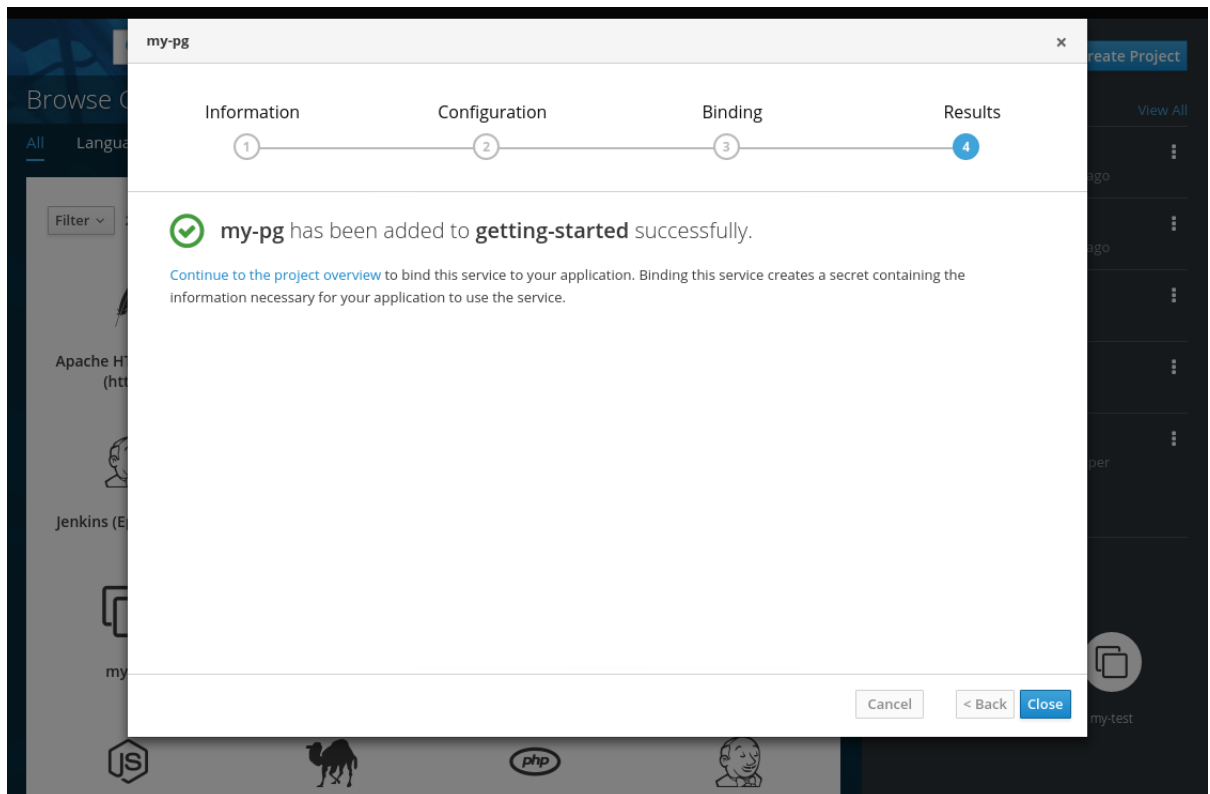 my-pg
×
reate Project
Browse
Information
Configuration
Binding
Results
View All
All
Langua
1
2
3
4
ago
Filter
my-pg has been added to getting-started successfully.
ago
Continue to the project overview to bind this service to your application. Binding this service creates a secret containing the
information necessary for your application to use the service.
Apache HT
(htt
per
Jenkins (Ep
my
Cancel
< Back
Close
my-test
JS
php